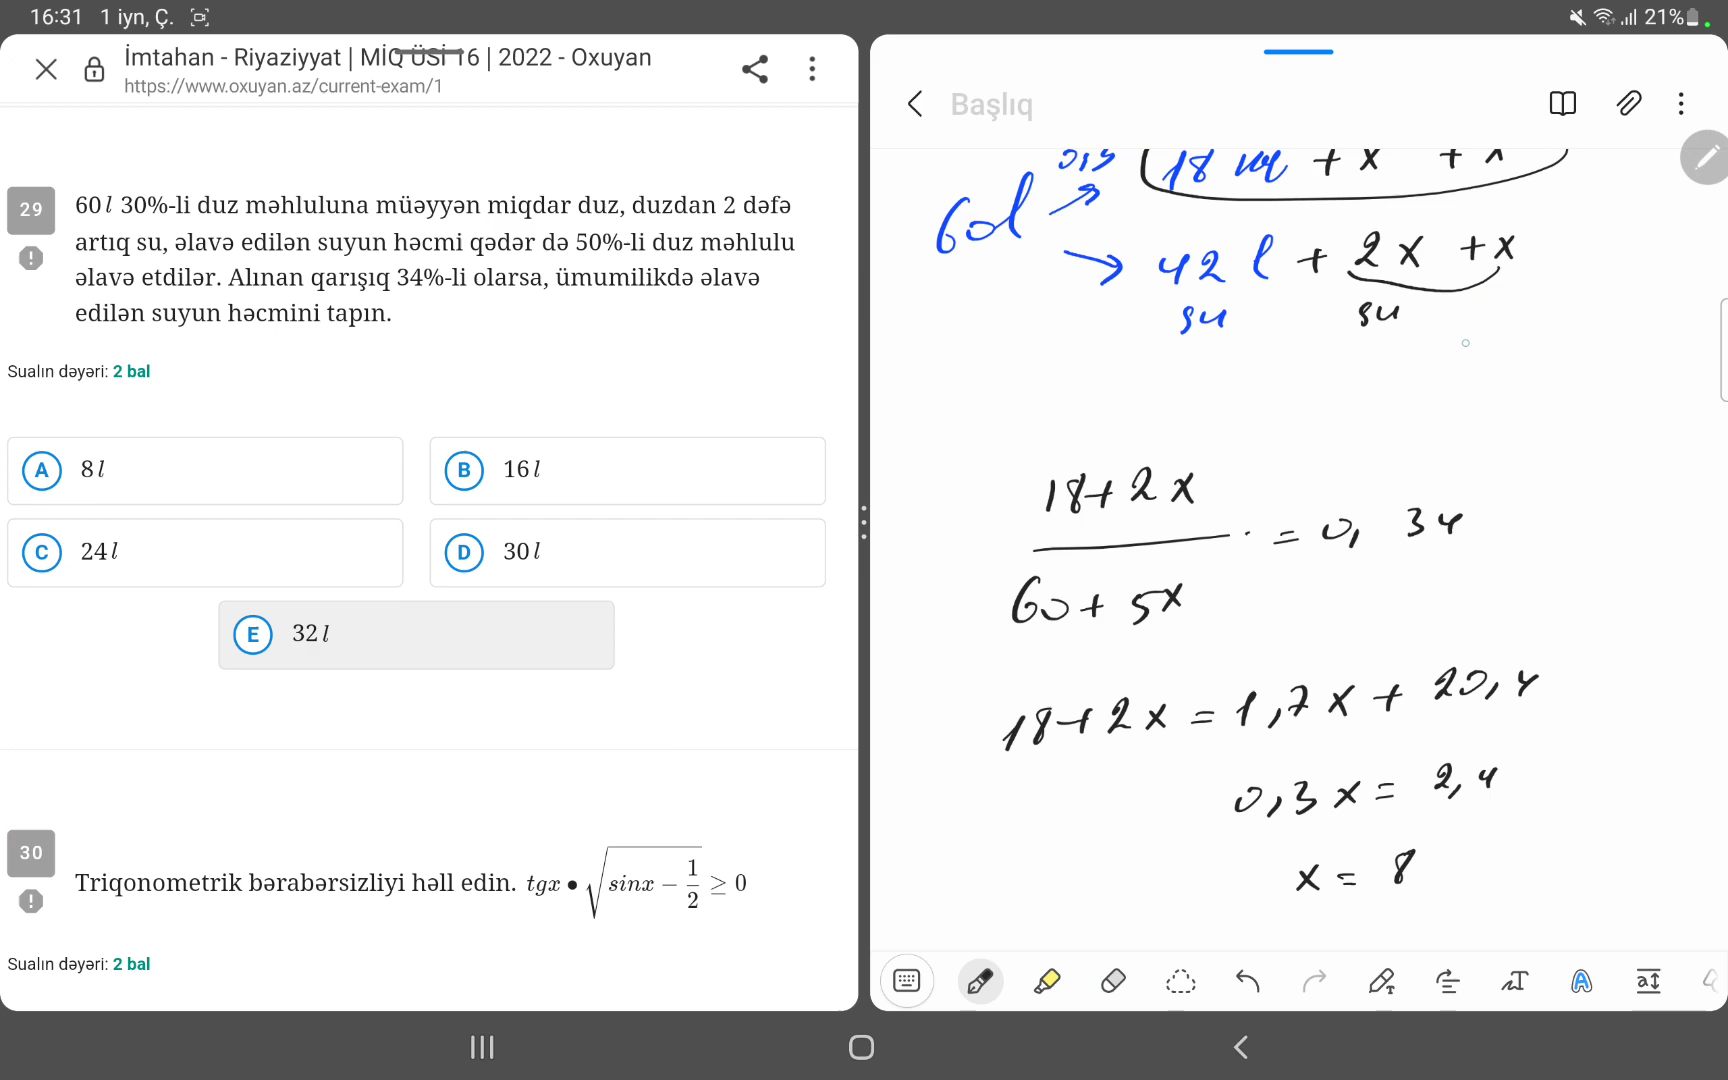 16:31 1 iyn, Ç.
21%
İmtahan - Riyaziyyat | MİQ ÜSİ 16 | 2022 - Oxuyan
https://www.oxuyan.az/current-exam/1
29
60 l 30%-li duz məhluluna müəyyən miqdar duz, duzdan 2 dəfə
artıq su, əlavə edilən suyun həcmi qədər də 50%-li duz məhlulu
əlavə etdilər. Alınan qarışıq 34%-li olarsa, ümumilikdə əlavə
edilən suyun həcmini tapın.
Sualın dəyəri: 2 bal
A 8 l
B 16 l
C 24 l
D 30 l
E 32 l
30
Triqonometrik bərabərsizliyi həll edin. tgx • √(sinx − 1/2) ≥ 0
Sualın dəyəri: 2 bal
Başlıq
18 + x + x
60l
42 l + 2x + x
su su
18+2x / 60+5x = 0,34
18+2x = 1,7x + 20,4
0,3x = 2,4
x = 8